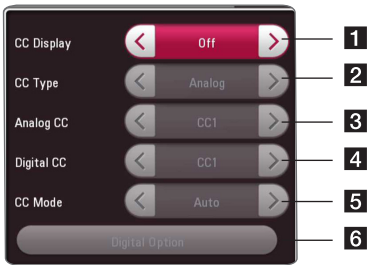 CC Display Off 1
CC Type Analog 2
Analog CC CC1 3
Digital CC CC1 4
CC Mode Auto 5
Digital Option 6